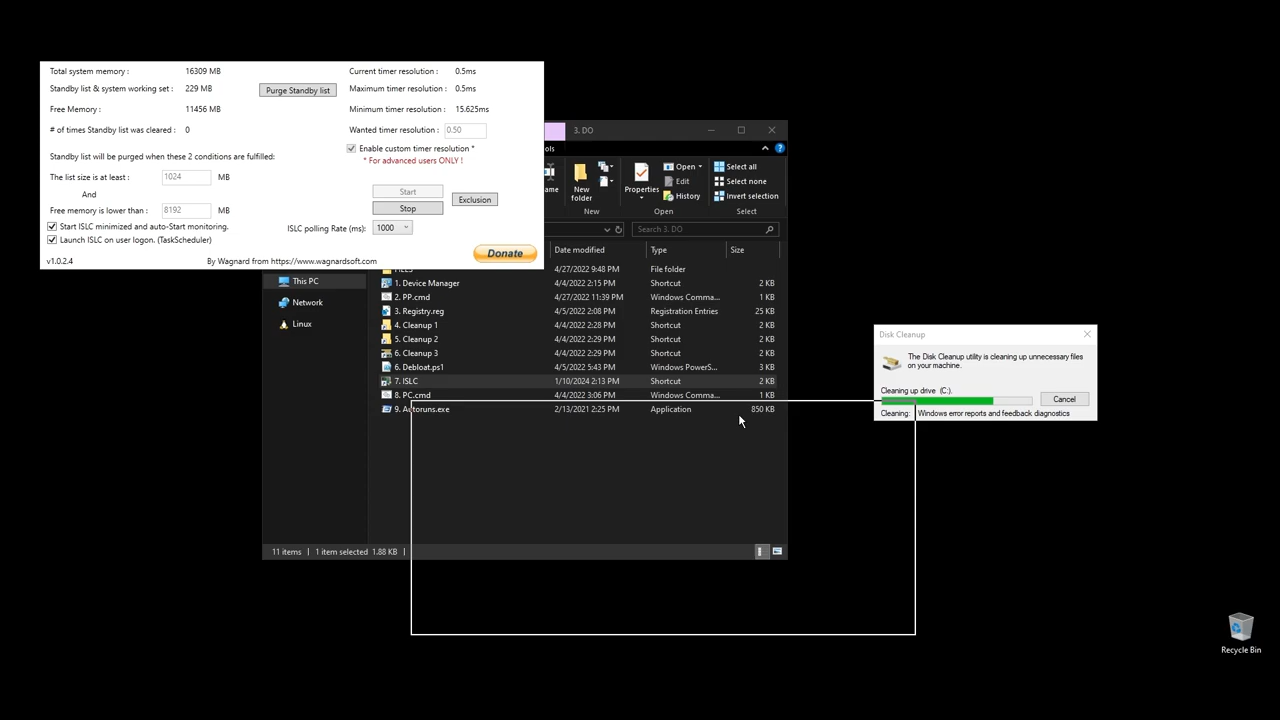 Total system memory : 16309 MB
Standby list & system working set : 229 MB
Purge Standby list
Free Memory : 11456 MB
# of times Standby list was cleared : 0
Standby list will be purged when these 2 conditions are fulfilled:
The list size is at least : 1024 MB
And
Free memory is lower than : 8192 MB
Start ISLC minimized and auto-Start monitoring.
Launch ISLC on user logon. (TaskScheduler)
v1.0.2.4
By Wagnard from https://www.wagnardsoft.com
Current timer resolution : 0.5ms
Maximum timer resolution : 0.5ms
Minimum timer resolution : 15.625ms
Wanted timer resolution : 0.50
Enable custom timer resolution *
* For advanced users ONLY !
Start
Stop
Exclusion
ISLC polling Rate (ms): 1000
Donate
3. DO
New folder
New
Properties
Open
Edit
History
Open
Select all
Select none
Invert selection
Select
Search 3. DO
Date modified Type Size
4/27/2022 9:48 PM File folder
1. Device Manager 4/4/2022 2:15 PM Shortcut 2 KB
2. PP.cmd 4/27/2022 11:39 PM Windows Comma... 1 KB
3. Registry.reg 4/5/2022 2:08 PM Registration Entries 25 KB
4. Cleanup 1 4/4/2022 2:28 PM Shortcut 2 KB
5. Cleanup 2 4/4/2022 2:29 PM Shortcut 2 KB
6. Cleanup 3 4/4/2022 2:29 PM Shortcut 2 KB
6. Debloat.ps1 4/5/2022 5:43 PM Windows PowerS... 3 KB
7. ISLC 1/10/2024 2:13 PM Shortcut 2 KB
8. PC.cmd 4/4/2022 3:06 PM Windows Comma... 1 KB
9. Autoruns.exe 2/13/2021 2:25 PM Application 850 KB
This PC
Network
Linux
11 items 1 item selected 1.88 KB
Disk Cleanup
The Disk Cleanup utility is cleaning up unnecessary files
on your machine.
Cleaning up drive (C:).
Cancel
Cleaning: Windows error reports and feedback diagnostics
Recycle Bin